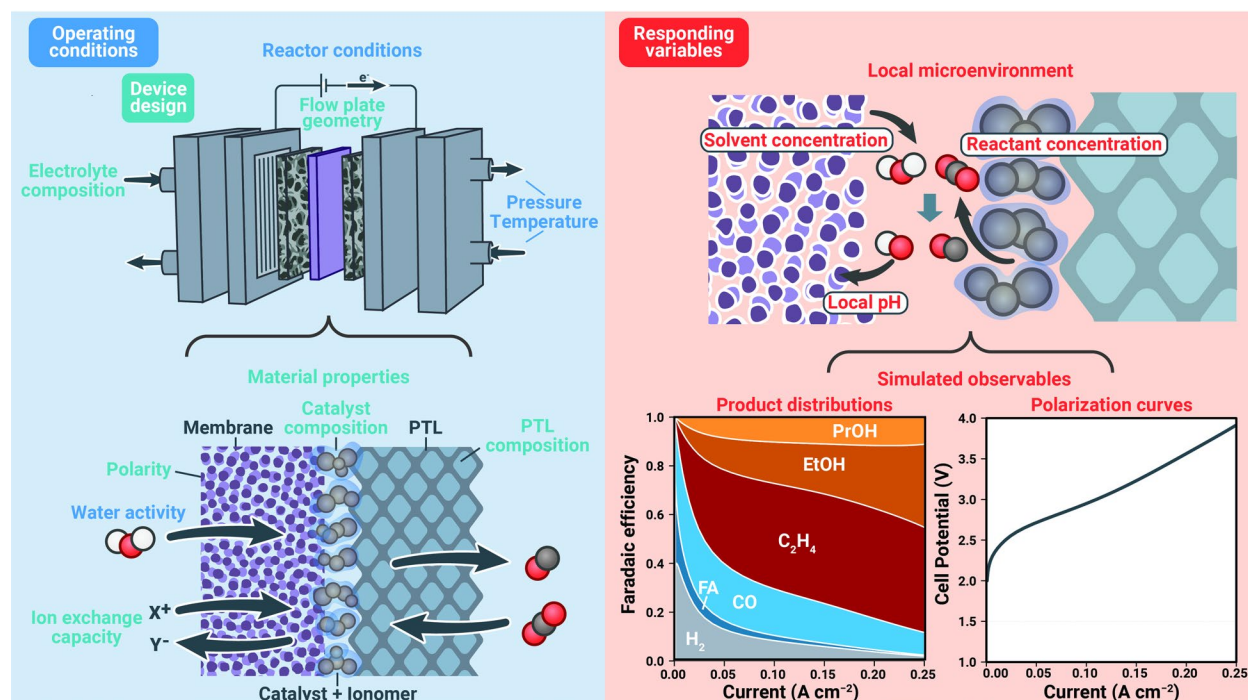 Operating
conditions
Reactor conditions
Device
design
e-
Flow plate
geometry
Electrolyte
composition
Pressure
Temperature
Material properties
Membrane
Catalyst
composition
PTL
PTL
composition
Polarity
Water activity
Ion exchange
capacity
X+
Y-
Catalyst + Ionomer
Responding
variables
Local microenvironment
Solvent concentration
Reactant concentration
Local pH
Simulated observables
Product distributions
Faradaic efficiency
1.0
0.8
0.6
0.4
0.2
0.0
PrOH
EtOH
C2H4
CO
FA
H2
0.00 0.05 0.10 0.15 0.20 0.25
Current (A cm−2)
Polarization curves
Cell Potential (V)
4.0
3.5
3.0
2.5
2.0
1.5
1.0
0.00 0.05 0.10 0.15 0.20 0.25
Current (A cm−2)